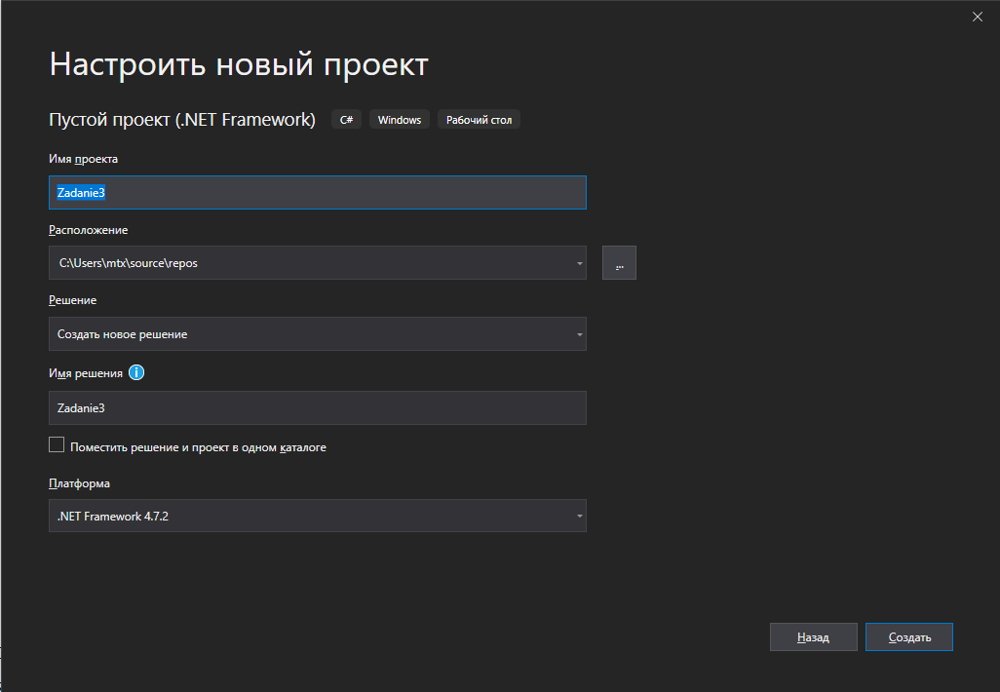 Настроить новый проект
Пустой проект (.NET Framework) C# Windows Рабочий стол
Имя проекта
Zadanie3
Расположение
C:\Users\mtx\source\repos
...
Решение
Создать новое решение
Имя решения i
Zadanie3
Поместить решение и проект в одном каталоге
Платформа
.NET Framework 4.7.2
Назад Создать